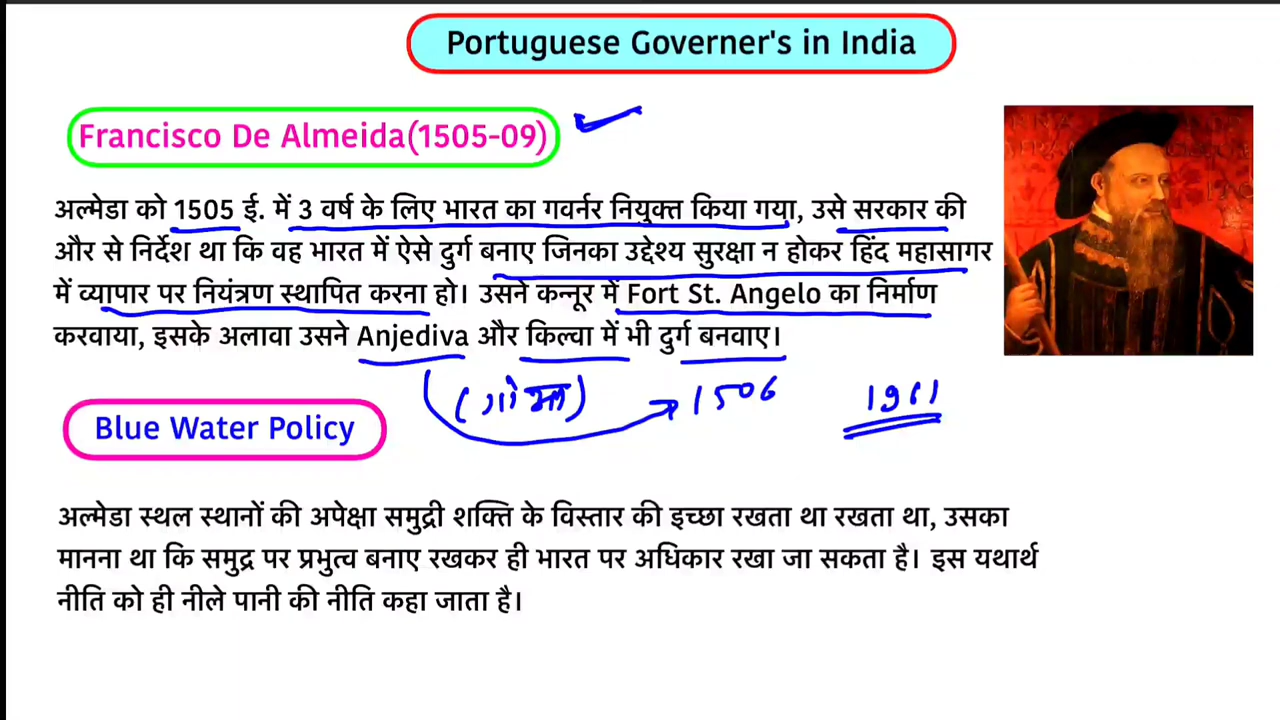 Portuguese Governer's in India
Francisco De Almeida(1505-09)
अल्मेडा को 1505 ई. में 3 वर्ष के लिए भारत का गवर्नर नियुक्त किया गया, उसे सरकार की
और से निर्देश था कि वह भारत में ऐसे दुर्ग बनाए जिनका उद्देश्य सुरक्षा न होकर हिंद महासागर
में व्यापार पर नियंत्रण स्थापित करना हो। उसने कन्नूर में Fort St. Angelo का निर्माण
करवाया, इसके अलावा उसने Anjediva और किल्वा में भी दुर्ग बनवाए।
(गोआ) 1506 1961
Blue Water Policy
अल्मेडा स्थल स्थानों की अपेक्षा समुद्री शक्ति के विस्तार की इच्छा रखता था रखता था, उसका
मानना था कि समुद्र पर प्रभुत्व बनाए रखकर ही भारत पर अधिकार रखा जा सकता है। इस यथार्थ
नीति को ही नीले पानी की नीति कहा जाता है।